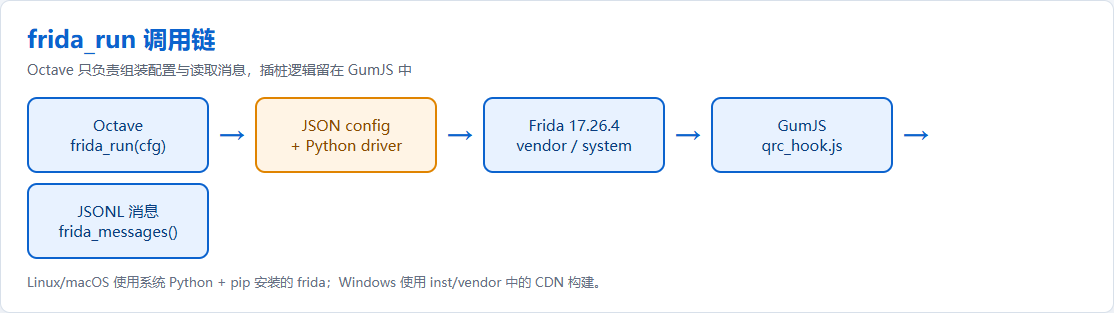 frida_run 调用链
Octave 只负责组装配置与读取消息，插桩逻辑留在 GumJS 中
Octave
frida_run(cfg)
→
JSON config
+ Python driver
→
Frida 17.26.4
vendor / system
→
GumJS
qrc_hook.js
→
JSONL 消息
frida_messages()
Linux/macOS 使用系统 Python + pip 安装的 frida；Windows 使用 inst/vendor 中的 CDN 构建。